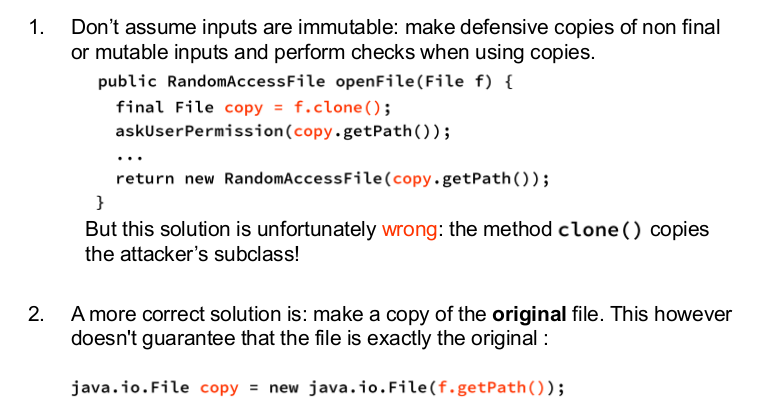 1. Don’t assume inputs are immutable: make defensive copies of non final
or mutable inputs and perform checks when using copies.
public RandomAccessFile openFile(File f) {
final File copy = f.clone();
askUserPermission(copy.getPath());
...
return new RandomAccessFile(copy.getPath());
}
But this solution is unfortunately wrong: the method clone() copies
the attacker’s subclass!
2. A more correct solution is: make a copy of the original file. This however
doesn't guarantee that the file is exactly the original :
java.io.File copy = new java.io.File(f.getPath());